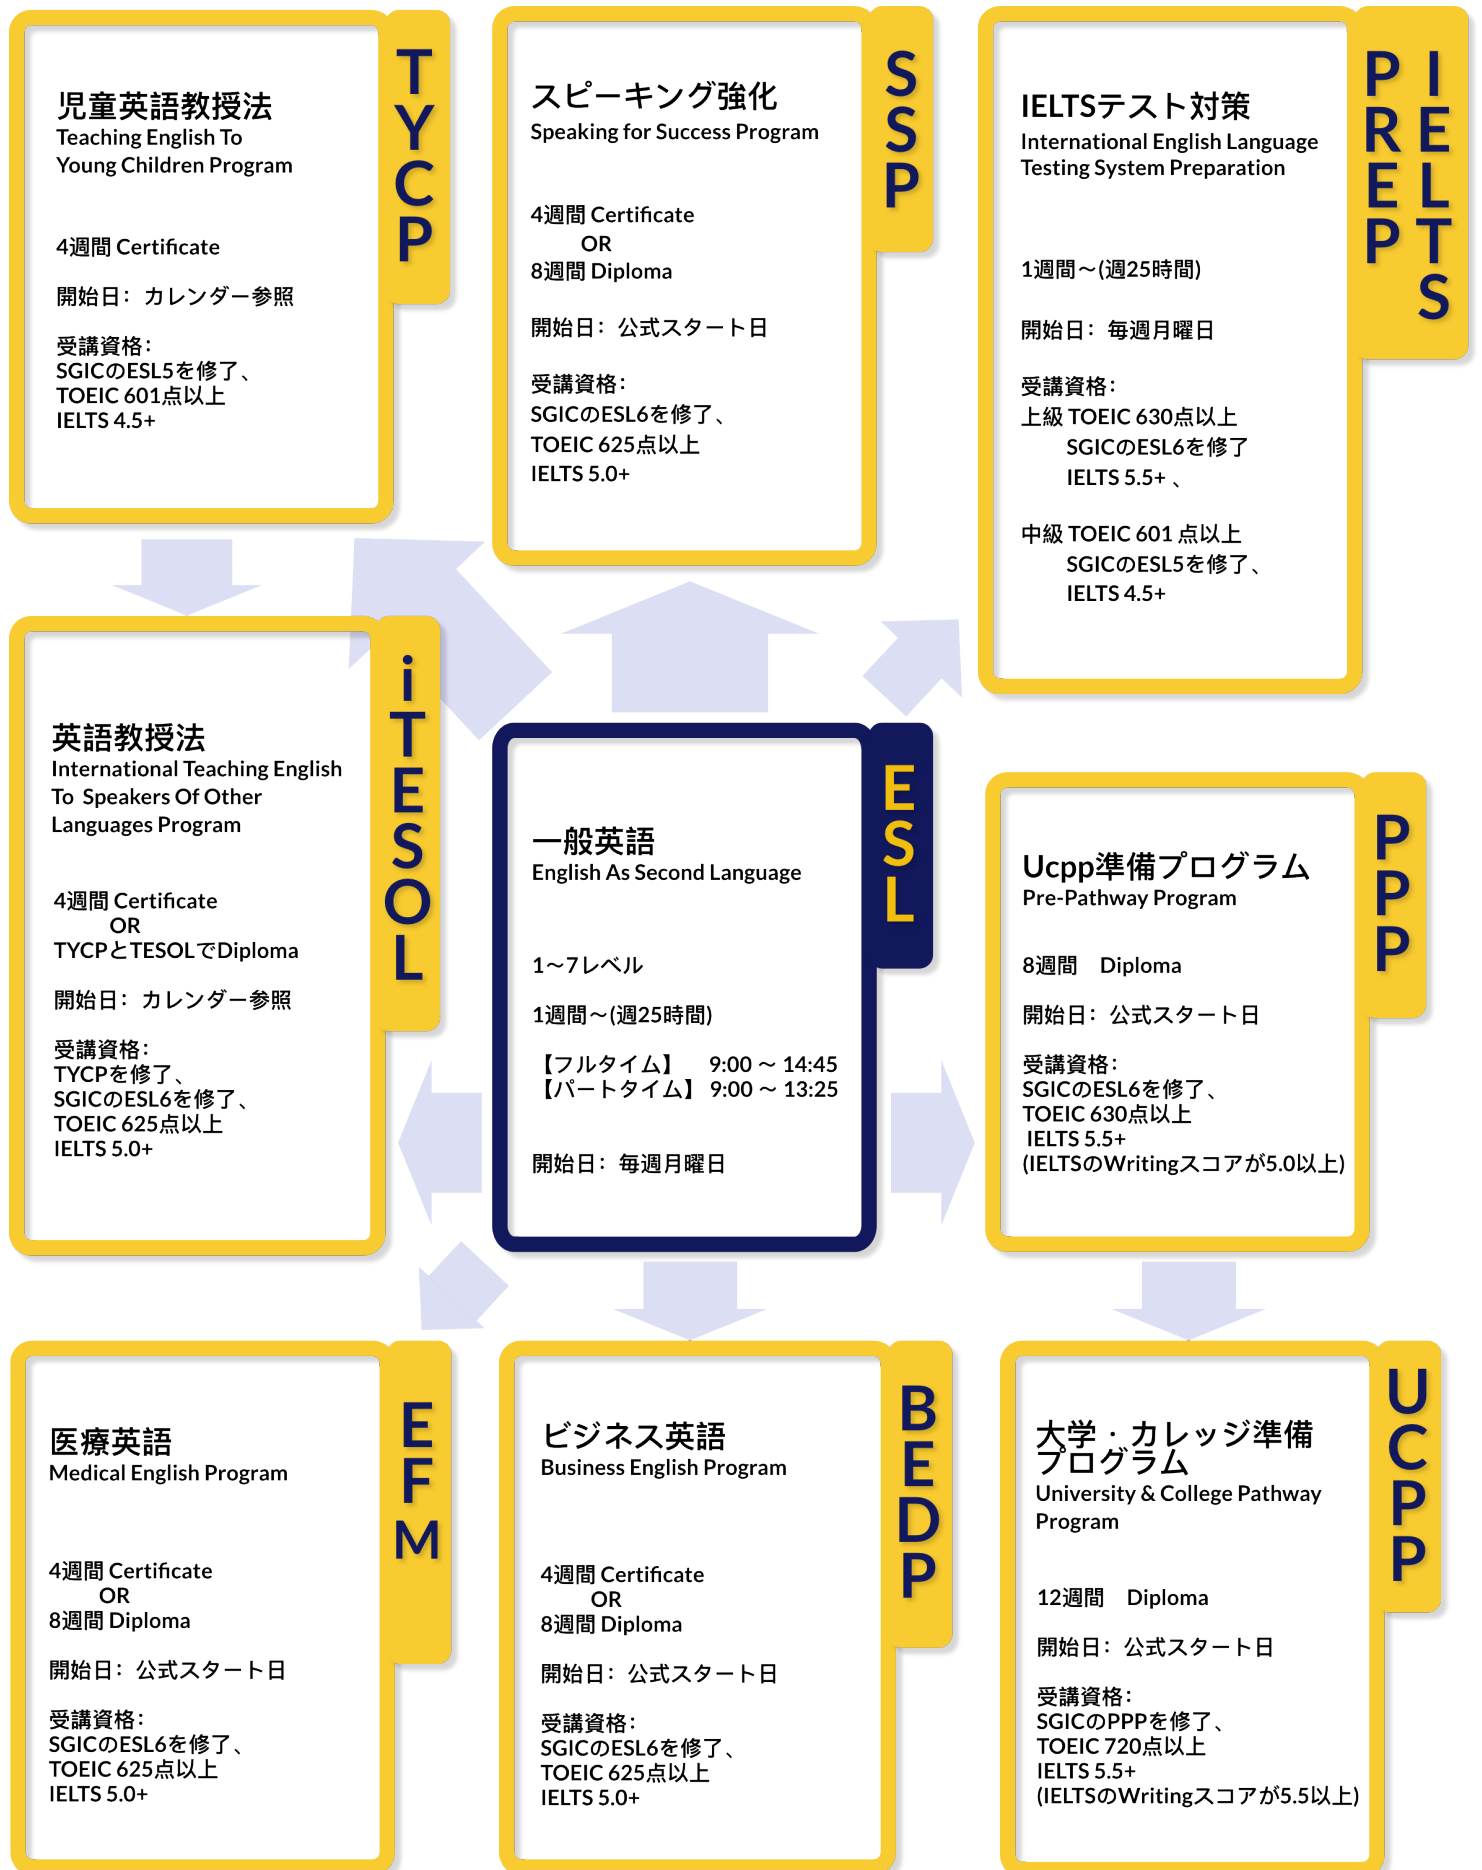 児童英語教授法
Teaching English To
Young Children Program
4週間 Certificate
開始日：カレンダー参照
受講資格：
SGICのESL5を修了、
TOEIC 601点以上
IELTS 4.5+
TYCP
スピーキング強化
Speaking for Success Program
4週間 Certificate
OR
8週間 Diploma
開始日：公式スタート日
受講資格：
SGICのESL6を修了、
TOEIC 625点以上
IELTS 5.0+
SSP
IELTSテスト対策
International English Language
Testing System Preparation
1週間～(週25時間)
開始日：毎週月曜日
受講資格：
上級 TOEIC 630点以上
SGICのESL6を修了
IELTS 5.5+ 、
中級 TOEIC 601 点以上
SGICのESL5を修了、
IELTS 4.5+
IELTS
PREP
英語教授法
International Teaching English
To Speakers Of Other
Languages Program
4週間 Certificate
OR
TYCPとTESOLでDiploma
開始日：カレンダー参照
受講資格：
TYCPを修了、
SGICのESL6を修了、
TOEIC 625点以上
IELTS 5.0+
iTESOL
一般英語
English As Second Language
1～7レベル
1週間～(週25時間)
【フルタイム】 9:00 ～ 14:45
【パートタイム】 9:00 ～ 13:25
開始日：毎週月曜日
ESL
Ucpp準備プログラム
Pre-Pathway Program
8週間 Diploma
開始日：公式スタート日
受講資格：
SGICのESL6を修了、
TOEIC 630点以上
IELTS 5.5+
(IELTSのWritingスコアが5.0以上)
PPP
医療英語
Medical English Program
4週間 Certificate
OR
8週間 Diploma
開始日：公式スタート日
受講資格：
SGICのESL6を修了、
TOEIC 625点以上
IELTS 5.0+
EFM
ビジネス英語
Business English Program
4週間 Certificate
OR
8週間 Diploma
開始日：公式スタート日
受講資格：
SGICのESL6を修了、
TOEIC 625点以上
IELTS 5.0+
BEDP
大学・カレッジ準備
プログラム
University & College Pathway
Program
12週間 Diploma
開始日：公式スタート日
受講資格：
SGICのPPPを修了、
TOEIC 720点以上
IELTS 5.5+
(IELTSのWritingスコアが5.5以上)
UCPP